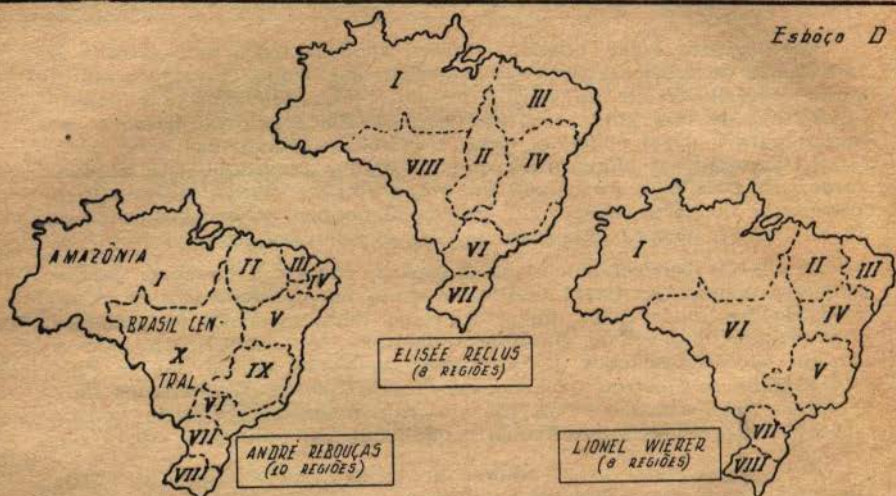 Esbôço D
I
III
II
VIII
IV
VI
VII
ELISÉE RECLUS
(8 REGIÕES)
AMAZÔNIA
I
II
III
IV
BRASIL CEN-
V
X
TRAL
IX
VI
VII
VIII
ANDRÉ REBOUÇAS
(10 REGIÕES)
I
II
III
VI
IV
V
VII
VIII
LIONEL WIERER
(8 REGIÕES)